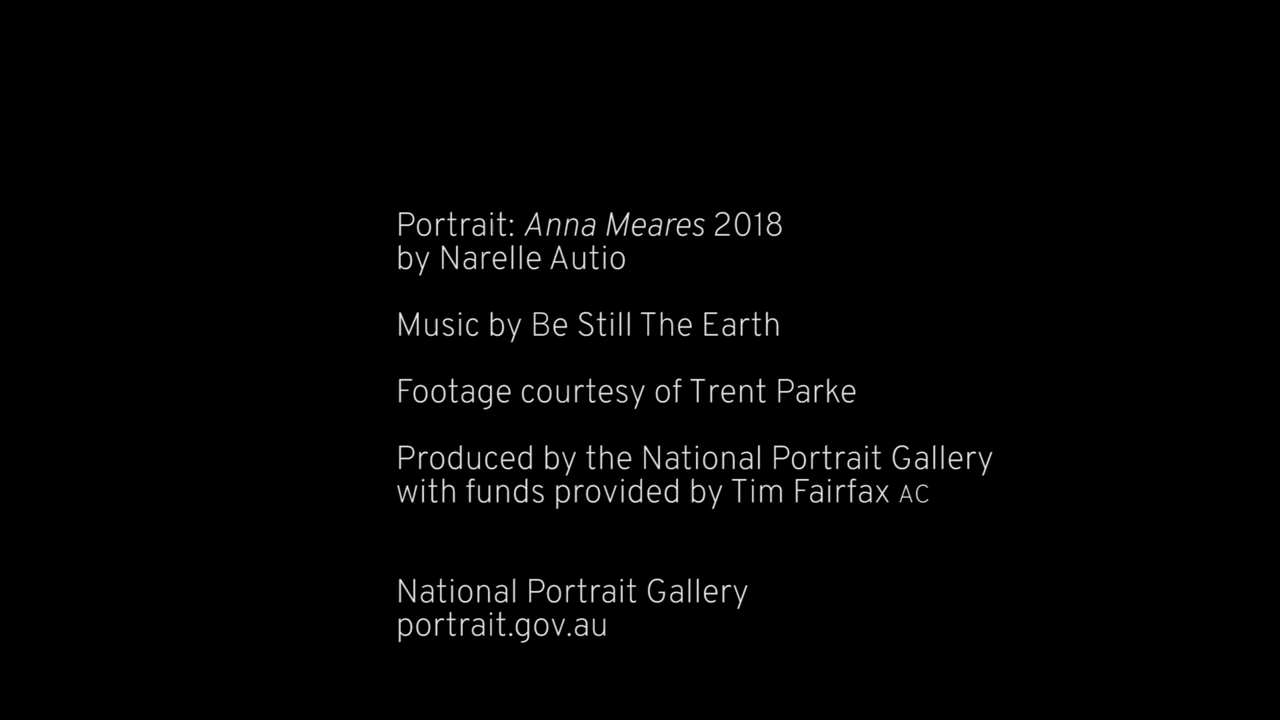 Portrait: Anna Meares 2018
by Narelle Autio
Music by Be Still The Earth
Footage courtesy of Trent Parke
Produced by the National Portrait Gallery
with funds provided by Tim Fairfax AC
National Portrait Gallery
portrait.gov.au